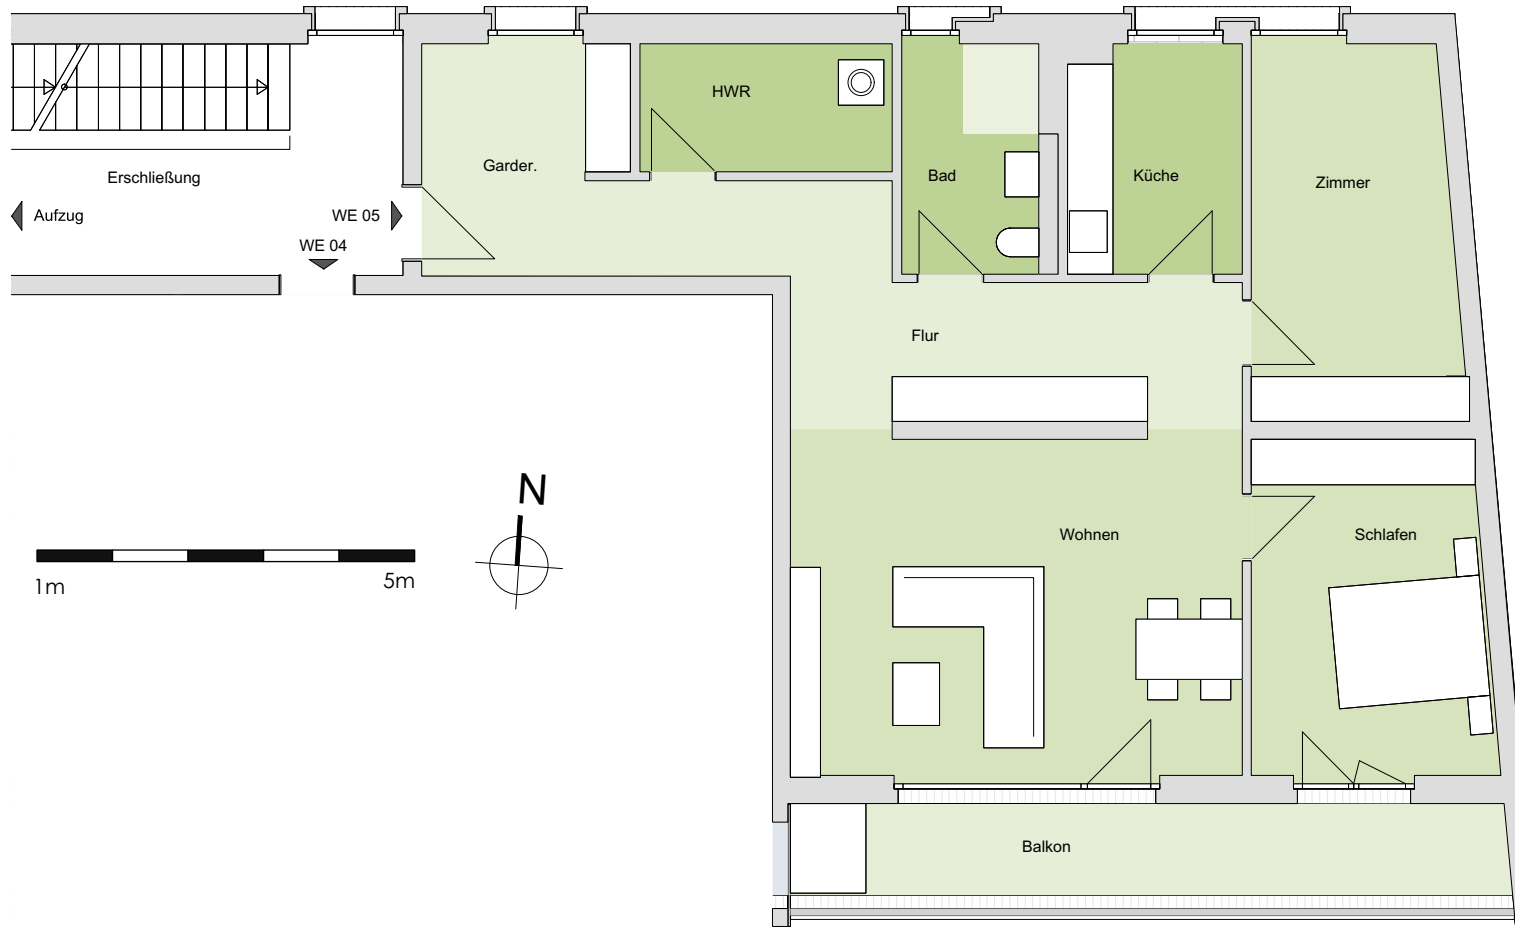 HWR
Garder.
Bad
Küche
Erschließung
Zimmer
Aufzug
WE 05
WE 04
Flur
N
Wohnen
Schlafen
1m
5m
Balkon